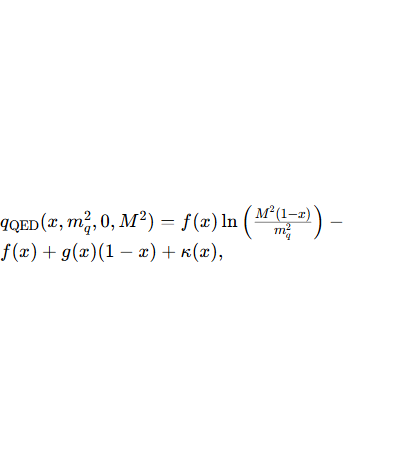 q_QED(x, m_q^2, 0, M^2) = f(x) ln (M^2(1−x)/m_q^2) −
f(x) + g(x)(1 − x) + κ(x),